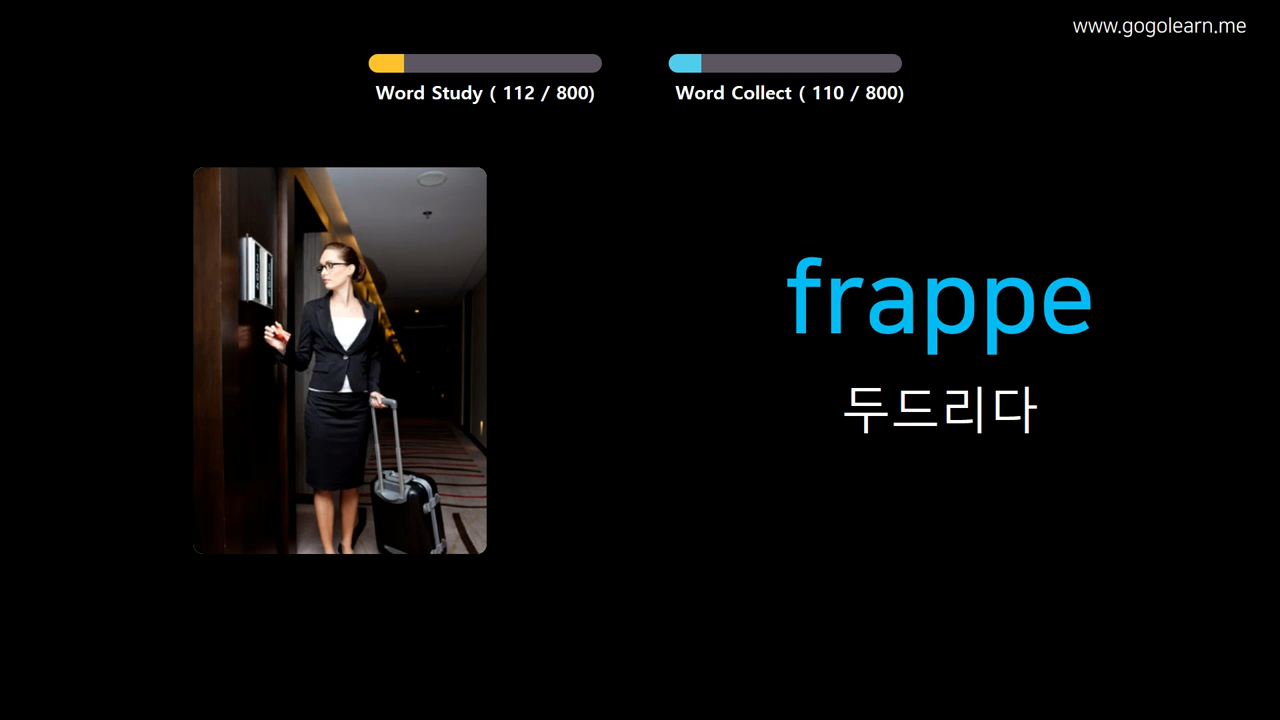 www.gogolearn.me
Word Study ( 112 / 800)
Word Collect ( 110 / 800)
frappe
두드리다